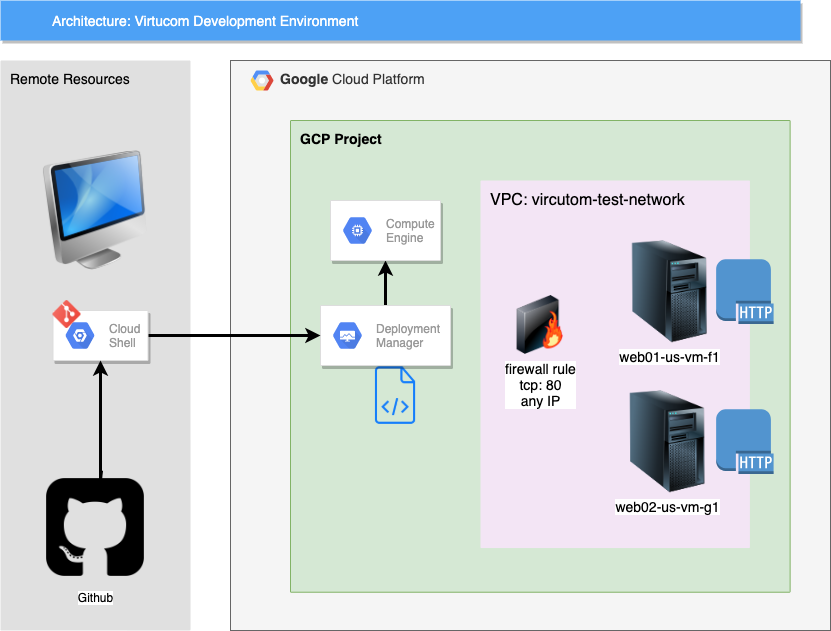 Architecture: Virtucom Development Environment
Remote Resources
Google Cloud Platform
GCP Project
VPC: vircutom-test-network
Compute
Engine
Cloud
Shell
Deployment
Manager
</>
firewall rule
tcp: 80
any IP
HTTP
web01-us-vm-f1
HTTP
web02-us-vm-g1
Github